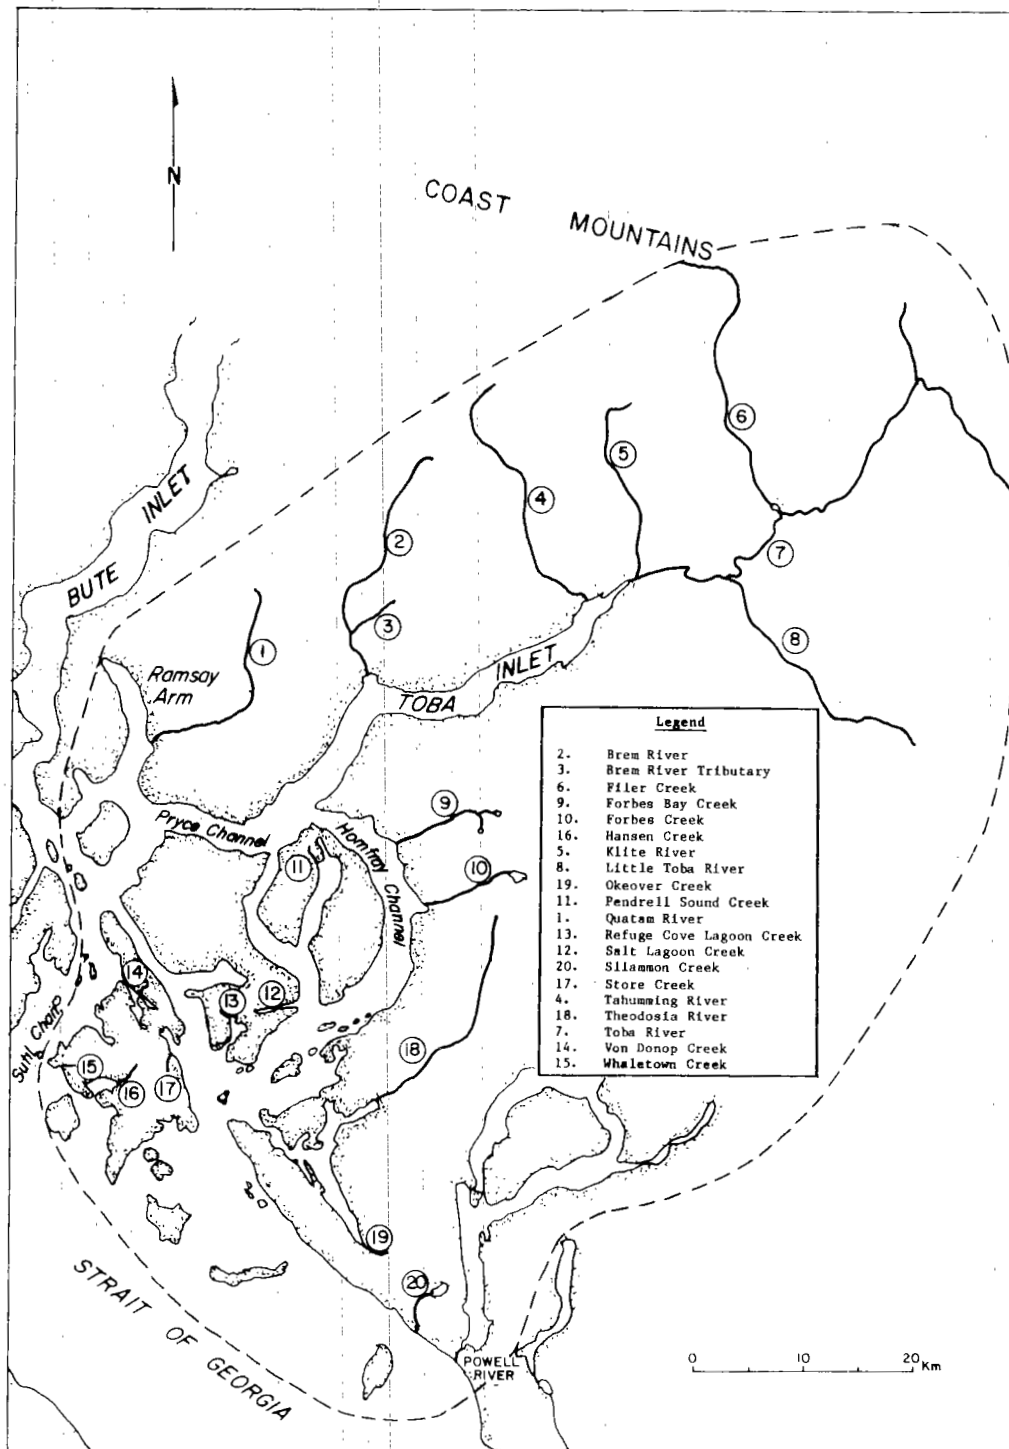 COAST MOUNTAINS
N
BUTE INLET
Ramsay
Arm
TOBA INLET
Pryce Channel
Homfray Channel
Sutil Chan.
STRAIT OF GEORGIA
POWELL
RIVER
1
2
3
4
5
6
7
8
9
10
11
12
13
14
15
16
17
18
19
20
Legend
2. Brem River
3. Brem River Tributary
6. Filer Creek
9. Forbes Bay Creek
10. Forbes Creek
16. Hansen Creek
5. Klite River
8. Little Toba River
19. Okeover Creek
11. Pendrell Sound Creek
1. Quatam River
13. Refuge Cove Lagoon Creek
12. Salt Lagoon Creek
20. Sliammon Creek
17. Store Creek
4. Tahumming River
18. Theodosia River
7. Toba River
14. Von Donop Creek
15. Whaletown Creek
0 10 20 Km